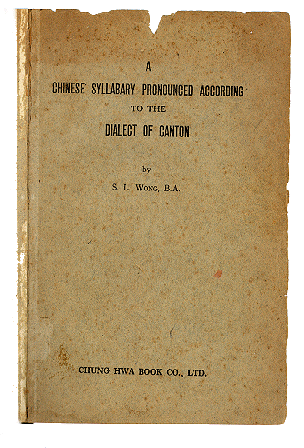 A
CHINESE SYLLABARY PRONOUNCED ACCORDING
TO THE
DIALECT OF CANTON
by
S. L. WONG, B.A.
CHUNG HWA BOOK CO., LTD.